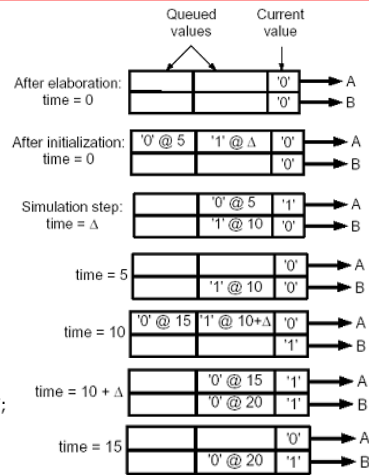 Queued values
Current value
After elaboration: time = 0
'0' A
'0' B
After initialization: time = 0
'0' @ 5 '1' @ Δ '0' A
'0' B
Simulation step: time = Δ
'0' @ 5 '1' A
'1' @ 10 '0' B
time = 5
'0' A
'1' @ 10 '0' B
time = 10
'0' @ 15 '1' @ 10+Δ '0' A
'1' B
time = 10 + Δ
'0' @ 15 '1' A
'0' @ 20 '1' B
;
time = 15
'0' A
'0' @ 20 '1' B